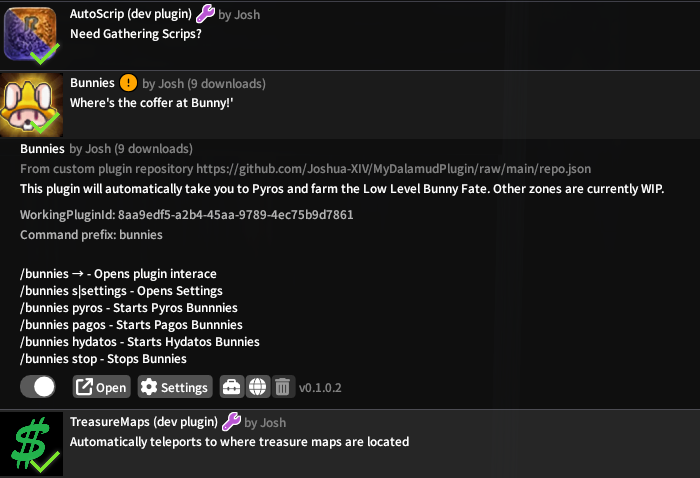 AutoScrip (dev plugin) by Josh
Need Gathering Scrips?
Bunnies ! by Josh (9 downloads)
Where's the coffer at Bunny!'
Bunnies by Josh (9 downloads)
From custom plugin repository https://github.com/Joshua-XIV/MyDalamudPlugin/raw/main/repo.json
This plugin will automatically take you to Pyros and farm the Low Level Bunny Fate. Other zones are currently WIP.
WorkingPluginId: 8aa9edf5-a2b4-45aa-9789-4ec75b9d7861
Command prefix: bunnies
/bunnies → - Opens plugin interace
/bunnies s|settings - Opens Settings
/bunnies pyros - Starts Pyros Bunnnies
/bunnies pagos - Starts Pagos Bunnnies
/bunnies hydatos - Starts Hydatos Bunnies
/bunnies stop - Stops Bunnies
Open Settings v0.1.0.2
TreasureMaps (dev plugin) by Josh
Automatically teleports to where treasure maps are located